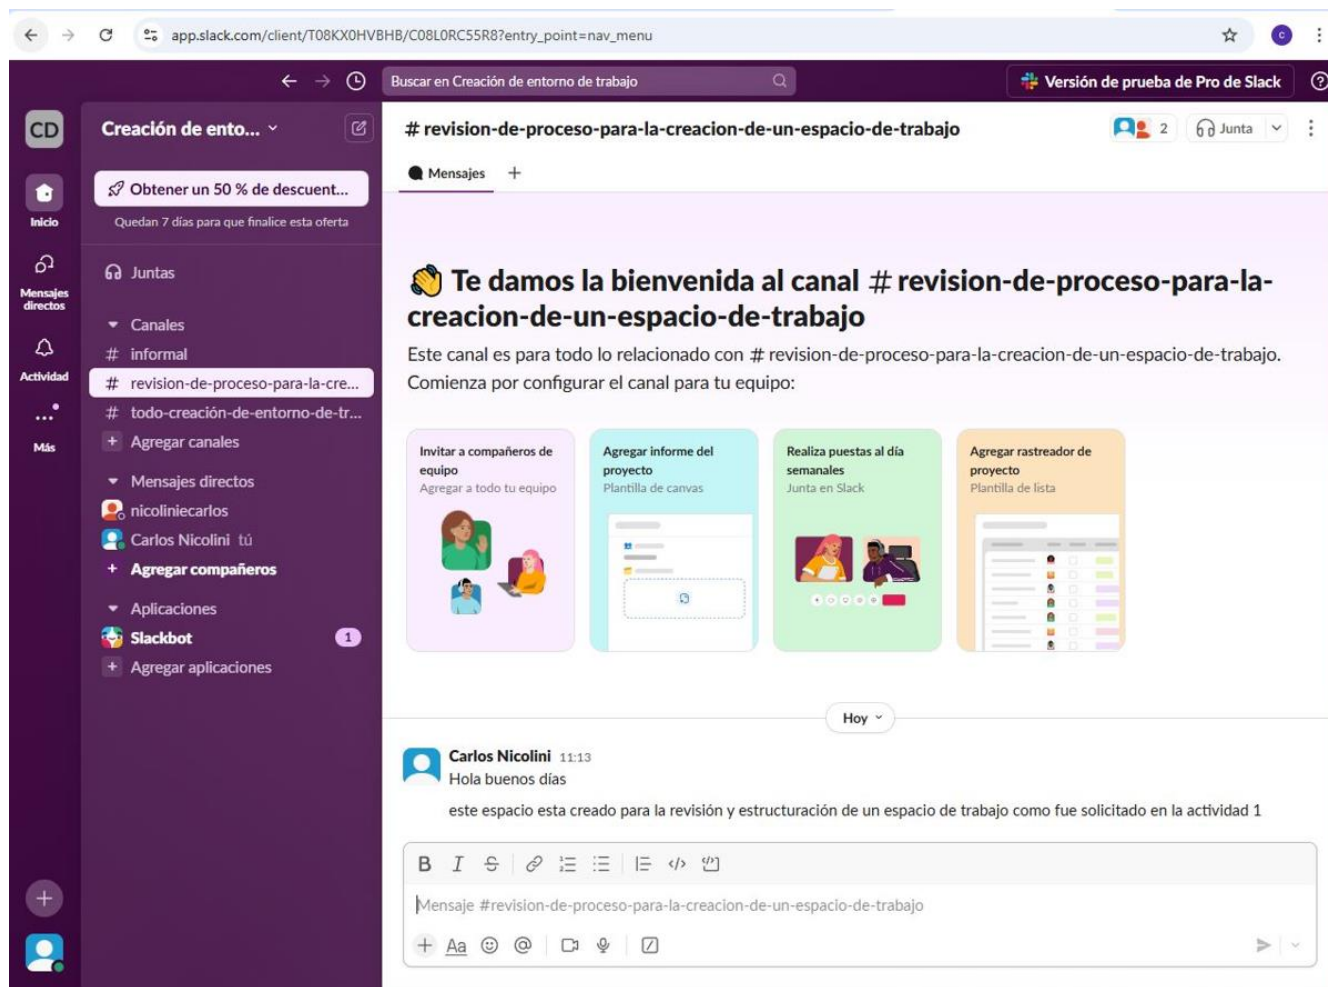 app.slack.com/client/T08KX0HVBHB/C08L0RC55R8?entry_point=nav_menu
c
Buscar en Creación de entorno de trabajo
Versión de prueba de Pro de Slack
CD
Inicio
Mensajes
directos
Actividad
Más
Creación de ento...
Obtener un 50 % de descuent...
Quedan 7 días para que finalice esta oferta
Juntas
Canales
# informal
# revision-de-proceso-para-la-cre...
# todo-creación-de-entorno-de-tr...
+ Agregar canales
Mensajes directos
nicoliniecarlos
Carlos Nicolini tú
+ Agregar compañeros
Aplicaciones
Slackbot 1
+ Agregar aplicaciones
# revision-de-proceso-para-la-creacion-de-un-espacio-de-trabajo
2
Junta
Mensajes +
Te damos la bienvenida al canal # revision-de-proceso-para-la-
creacion-de-un-espacio-de-trabajo
Este canal es para todo lo relacionado con # revision-de-proceso-para-la-creacion-de-un-espacio-de-trabajo.
Comienza por configurar el canal para tu equipo:
Invitar a compañeros de
equipo
Agregar a todo tu equipo
Agregar informe del
proyecto
Plantilla de canvas
Realiza puestas al día
semanales
Junta en Slack
Agregar rastreador de
proyecto
Plantilla de lista
Hoy
Carlos Nicolini 11:13
Hola buenos días
este espacio esta creado para la revisión y estructuración de un espacio de trabajo como fue solicitado en la actividad 1
B I S
Mensaje #revision-de-proceso-para-la-creacion-de-un-espacio-de-trabajo
+ Aa @